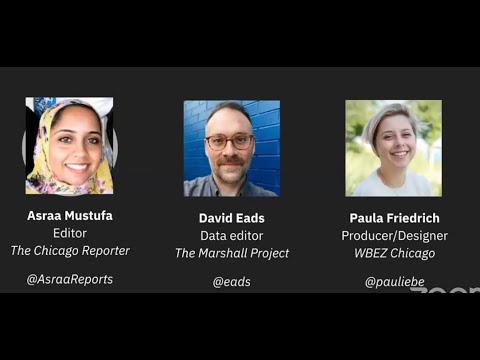 Asraa Mustufa
Editor
The Chicago Reporter
@AsraaReports
David Eads
Data editor
The Marshall Project
@eads
Paula Friedrich
Producer/Designer
WBEZ Chicago
@pauliebe
zoom